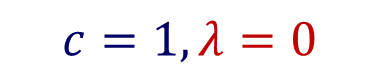 c = 1, λ = 0